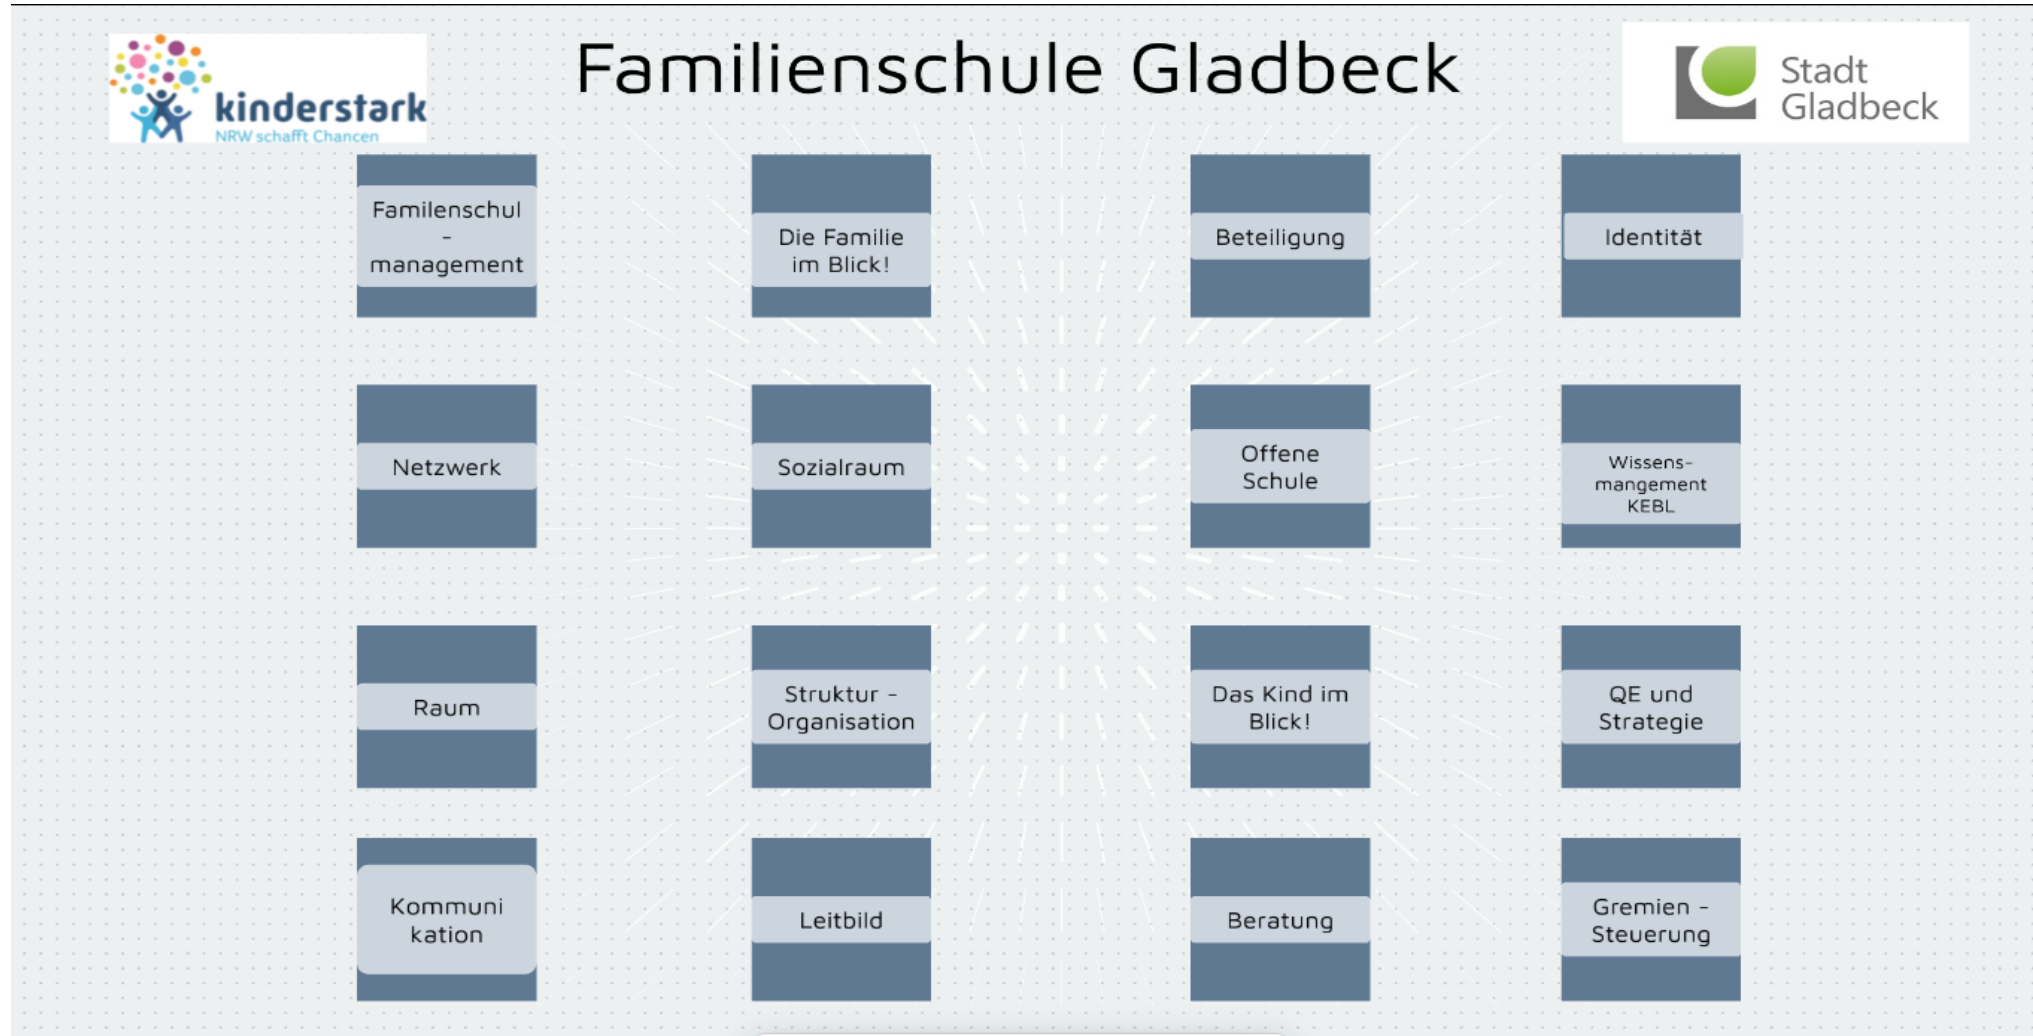 Familienschule Gladbeck
kinderstark
NRW schafft Chancen
Stadt
Gladbeck
Familenschul
-
management
Die Familie
im Blick!
Beteiligung
Identität
Netzwerk
Sozialraum
Offene
Schule
Wissens-
mangement
KEBL
Raum
Struktur -
Organisation
Das Kind im
Blick!
QE und
Strategie
Kommuni
kation
Leitbild
Beratung
Gremien -
Steuerung